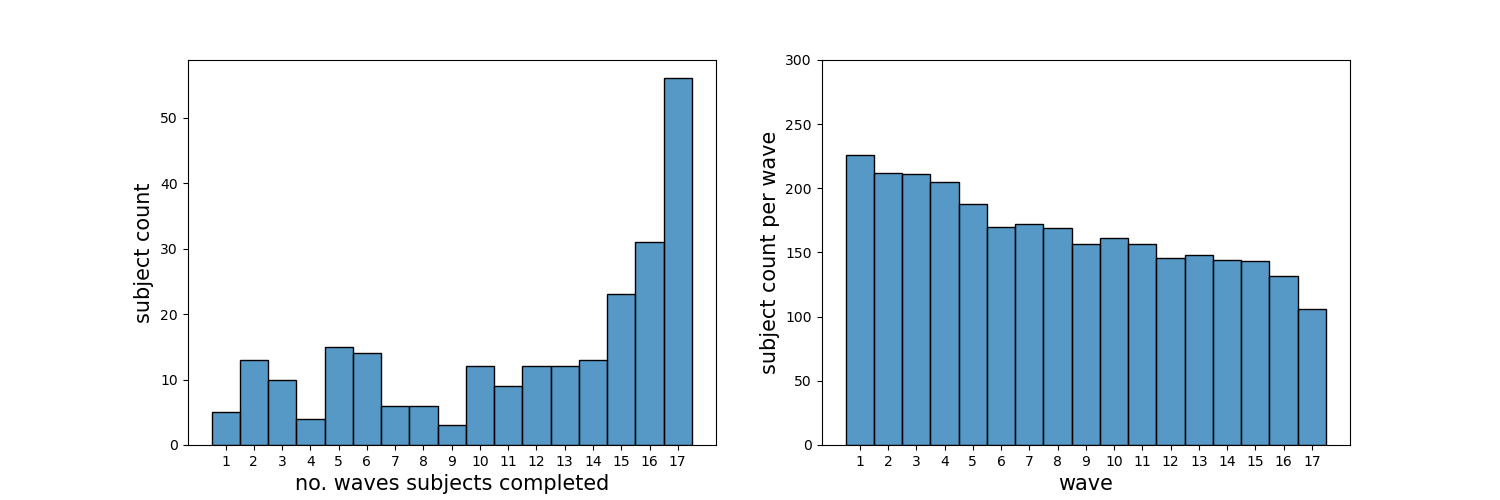 subject count
50
40
30
20
10
0
1 2 3 4 5 6 7 8 9 10 11 12 13 14 15 16 17
no. waves subjects completed
subject count per wave
300
250
200
150
100
50
0
1 2 3 4 5 6 7 8 9 10 11 12 13 14 15 16 17
wave